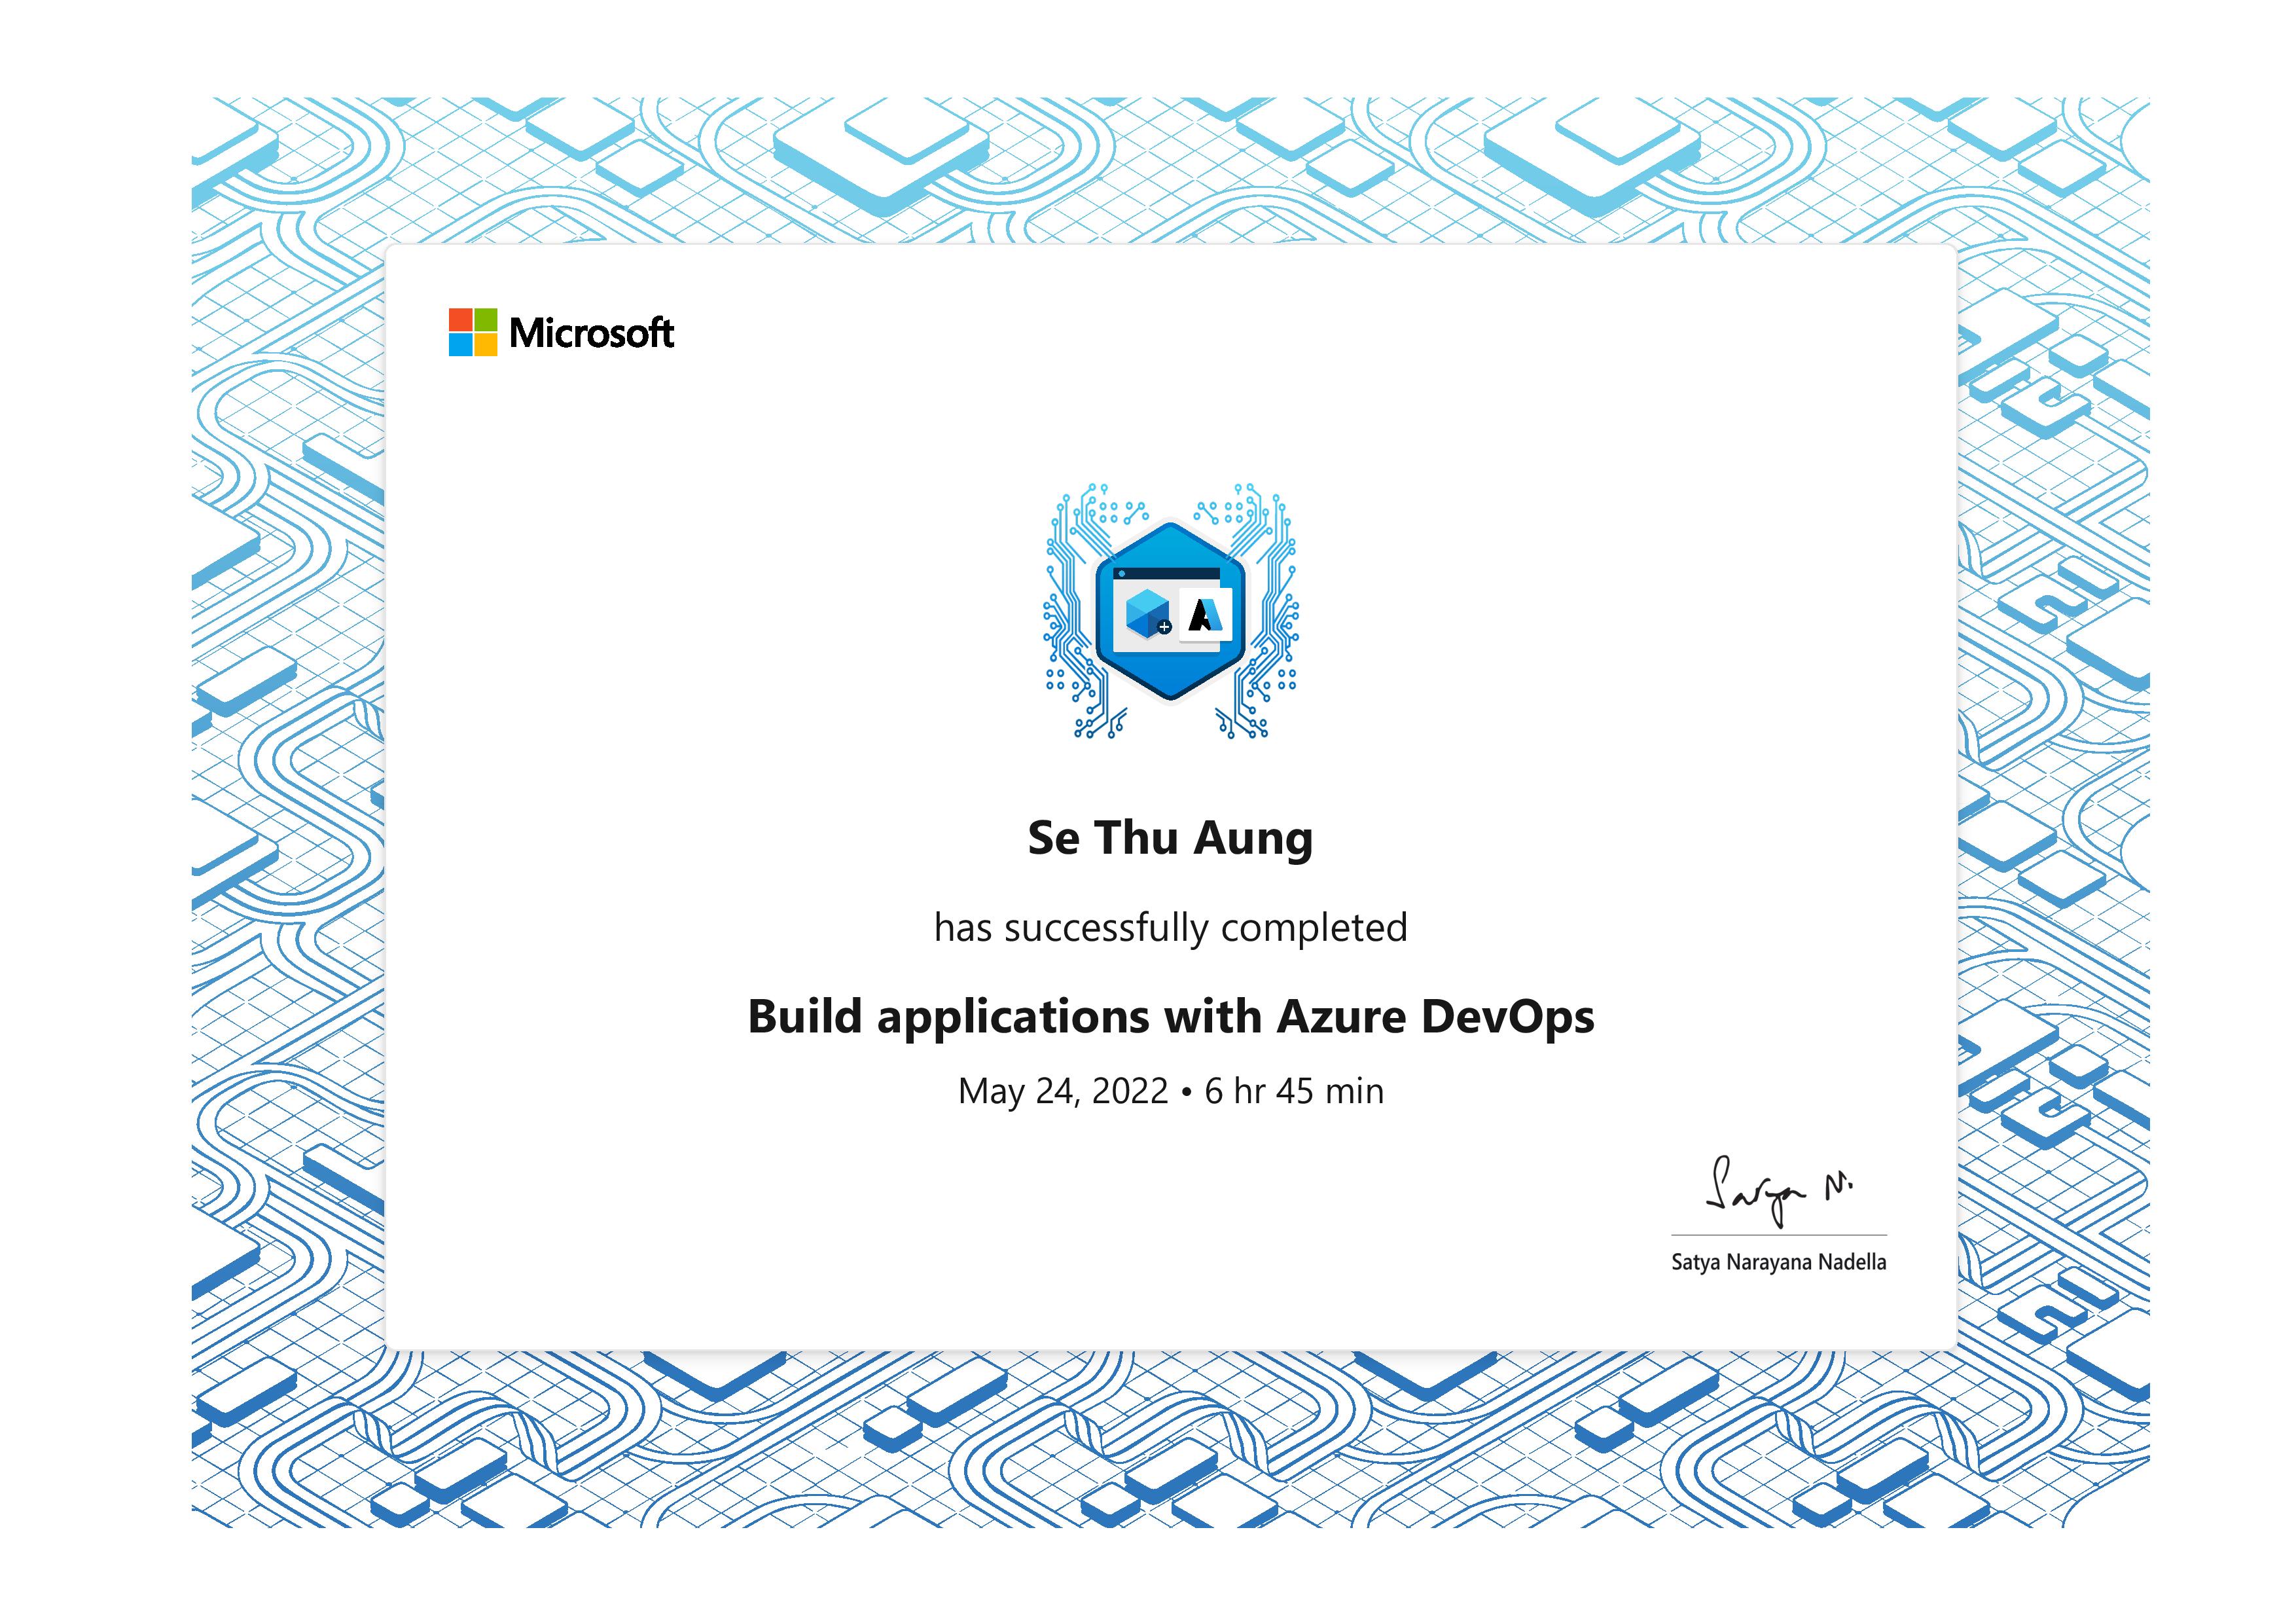 Microsoft
Se Thu Aung
has successfully completed
Build applications with Azure DevOps
May 24, 2022 • 6 hr 45 min
Satya N.
Satya Narayana Nadella